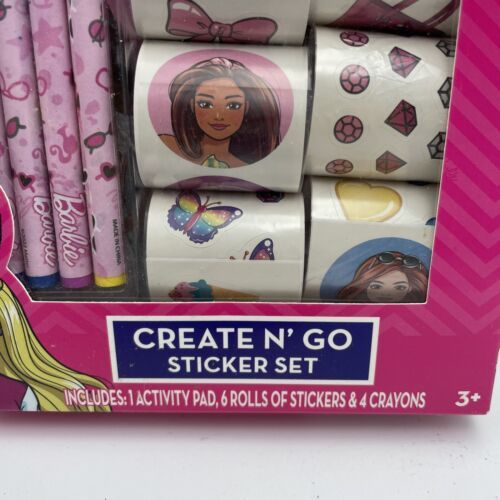 Barbie
Barbie
MADE IN CHINA
CREATE N' GO
STICKER SET
INCLUDES: 1 ACTIVITY PAD, 6 ROLLS OF STICKERS & 4 CRAYONS
3+